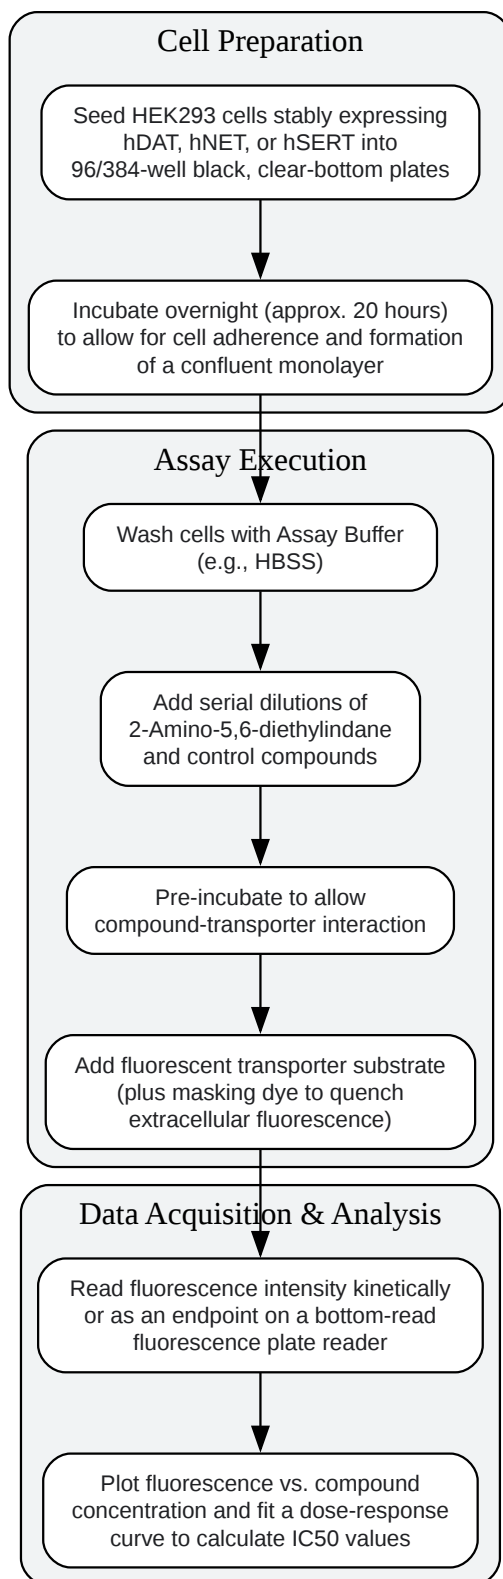 Cell Preparation
Seed HEK293 cells stably expressing
hDAT, hNET, or hSERT into
96/384-well black, clear-bottom plates
Incubate overnight (approx. 20 hours)
to allow for cell adherence and formation
of a confluent monolayer
Assay Execution
Wash cells with Assay Buffer
(e.g., HBSS)
Add serial dilutions of
2-Amino-5,6-diethylindane
and control compounds
Pre-incubate to allow
compound-transporter interaction
Add fluorescent transporter substrate
(plus masking dye to quench
extracellular fluorescence)
Data Acquisition & Analysis
Read fluorescence intensity kinetically
or as an endpoint on a bottom-read
fluorescence plate reader
Plot fluorescence vs. compound
concentration and fit a dose-response
curve to calculate IC50 values